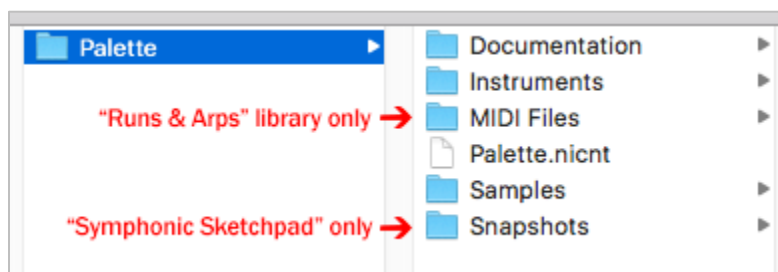 Palette Documentation
Instruments
“Runs & Arps” library only MIDI Files
Palette.nicnt
Samples
“Symphonic Sketchpad” only Snapshots